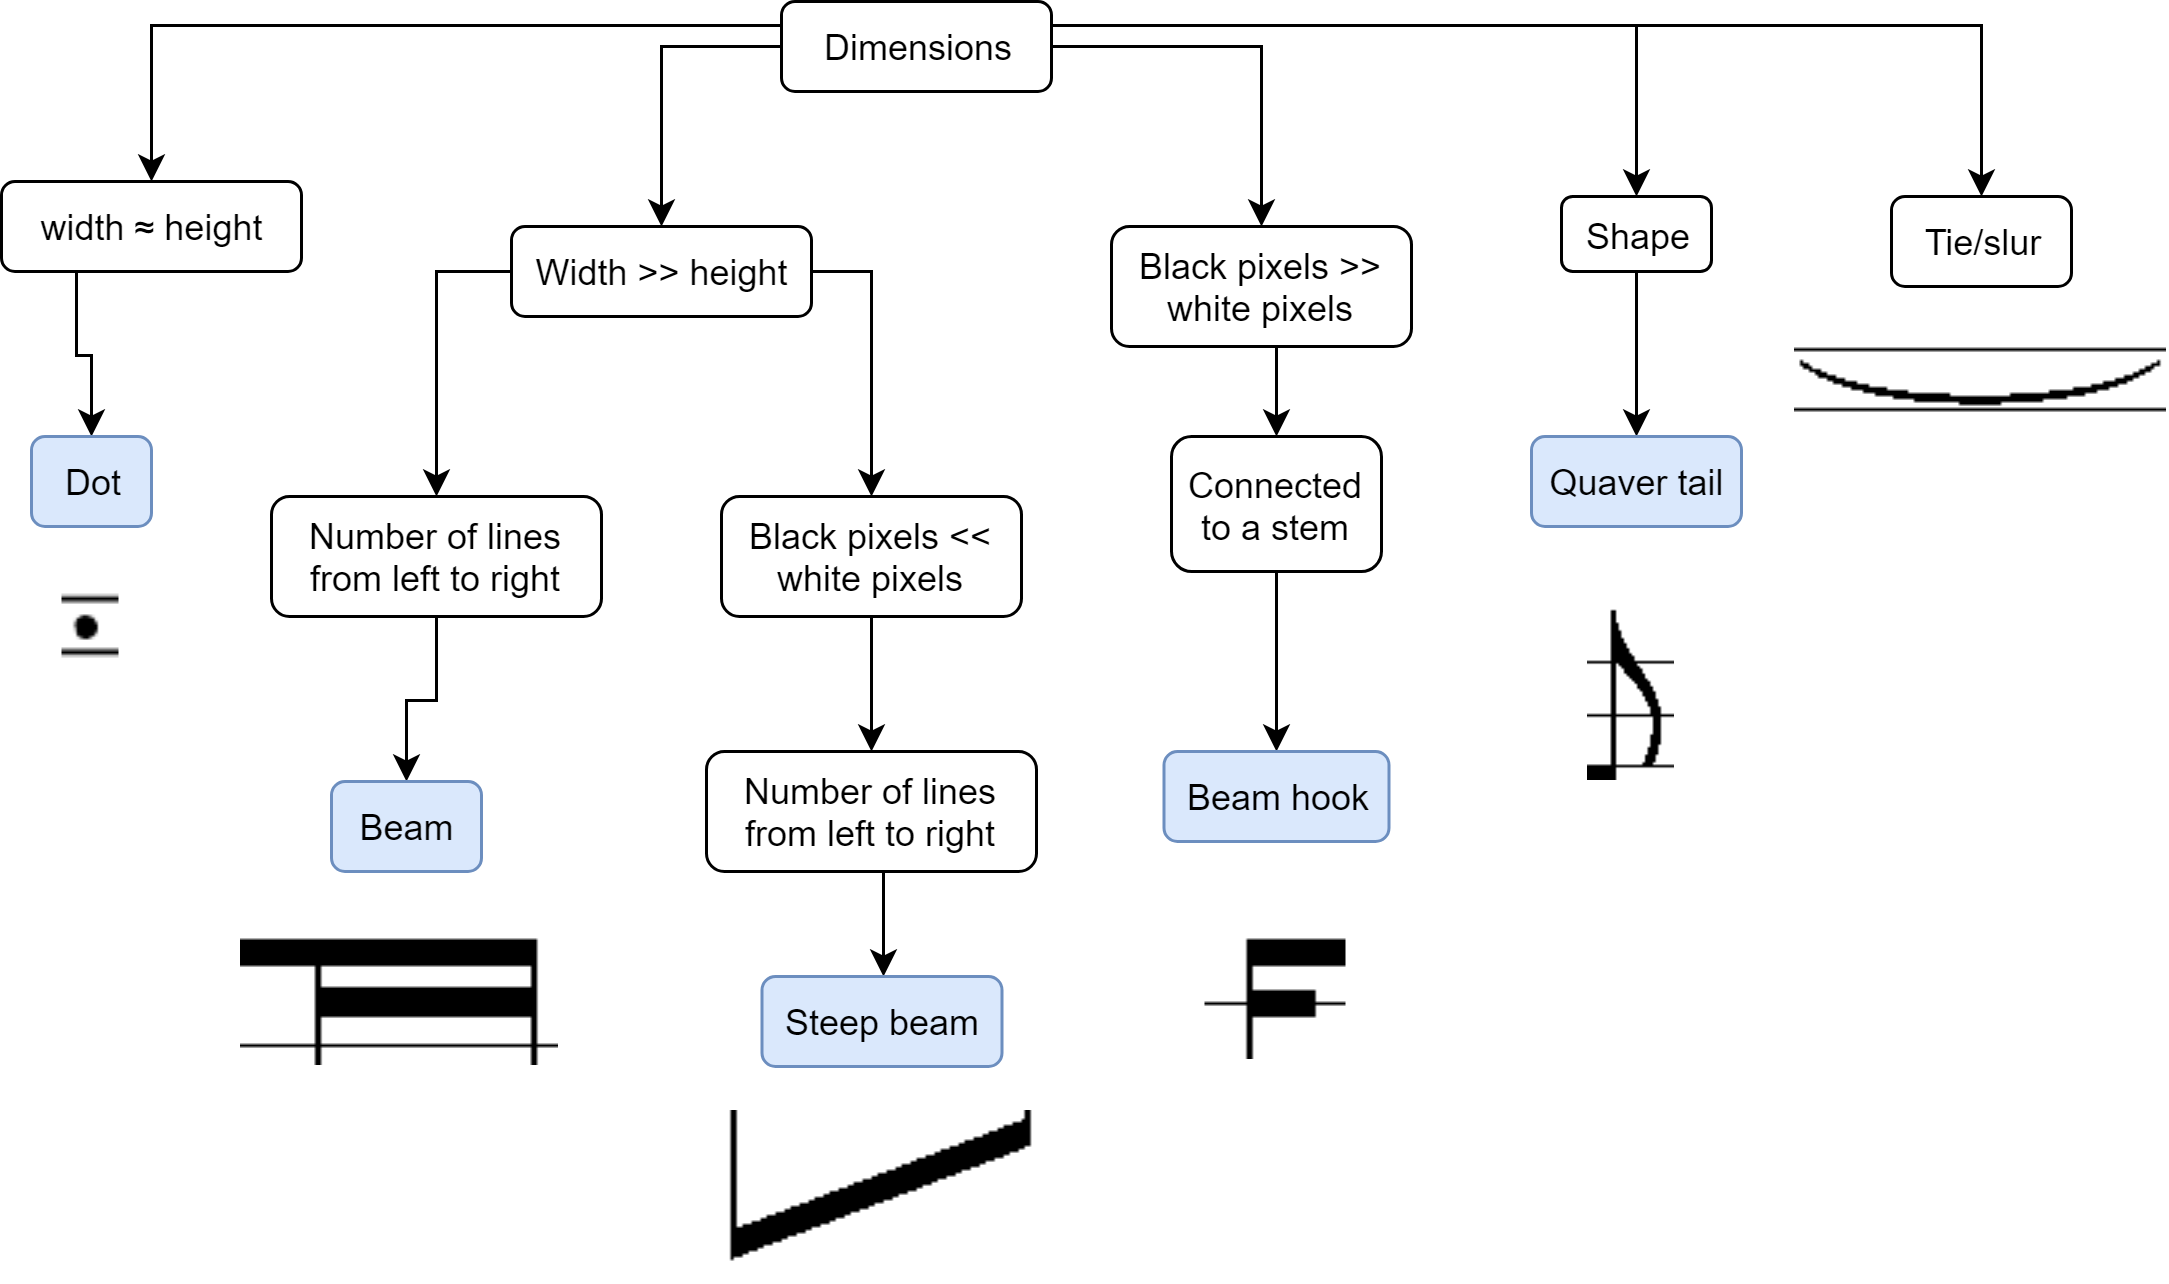 Dimensions
width ≈ height
Width >> height
Black pixels >>
white pixels
Shape
Tie/slur
Dot
Number of lines
from left to right
Black pixels <<
white pixels
Connected
to a stem
Quaver tail
Beam
Number of lines
from left to right
Beam hook
Steep beam